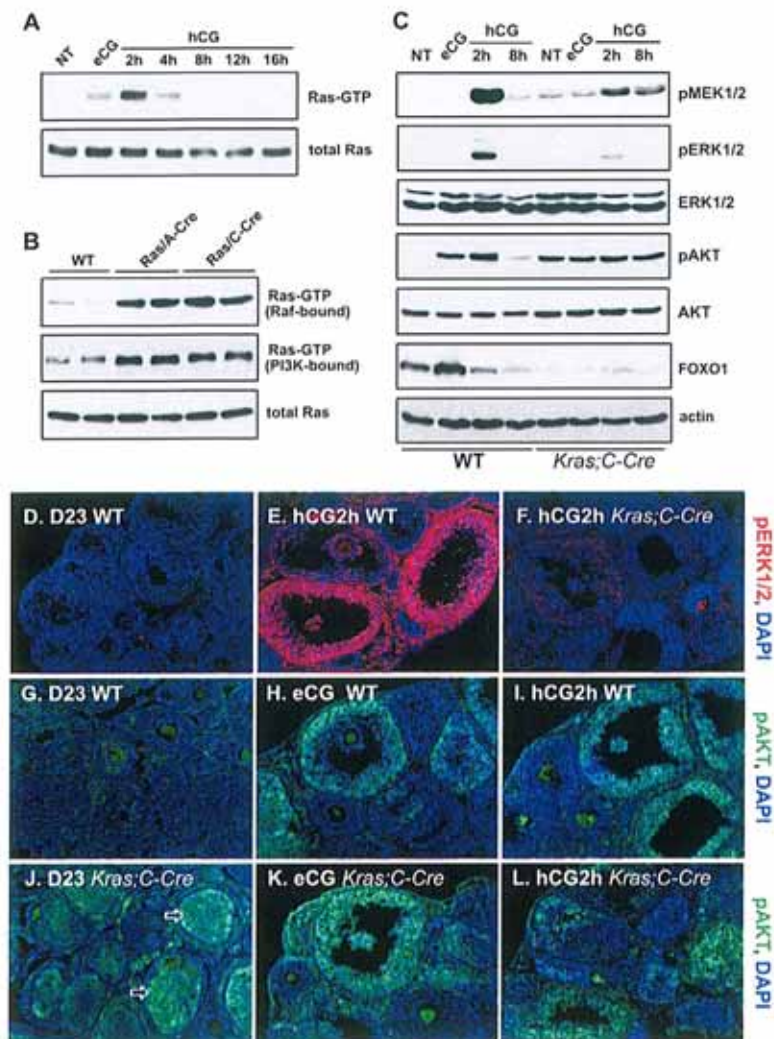 A
hCG
NT eCG 2h 4h 8h 12h 16h
Ras-GTP
total Ras
B
WT Ras/A-Cre Ras/C-Cre
Ras-GTP
(Raf-bound)
Ras-GTP
(PI3K-bound)
total Ras
C
hCG hCG
NT eCG 2h 8h NT eCG 2h 8h
pMEK1/2
pERK1/2
ERK1/2
pAKT
AKT
FOXO1
actin
WT Kras;C-Cre
D. D23 WT
E. hCG2h WT
F. hCG2h Kras;C-Cre
pERK1/2, DAPI
G. D23 WT
H. eCG WT
I. hCG2h WT
pAKT, DAPI
J. D23 Kras;C-Cre
K. eCG Kras;C-Cre
L. hCG2h Kras;C-Cre
pAKT, DAPI